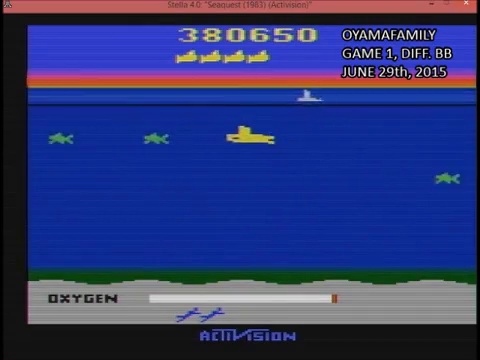 Stella 4.0: "Seaquest (1983) (Activision)"
380650
OYAMAFAMILY
GAME 1, DIFF. BB
JUNE 29th, 2015
OXYGEN
ACTIVISION